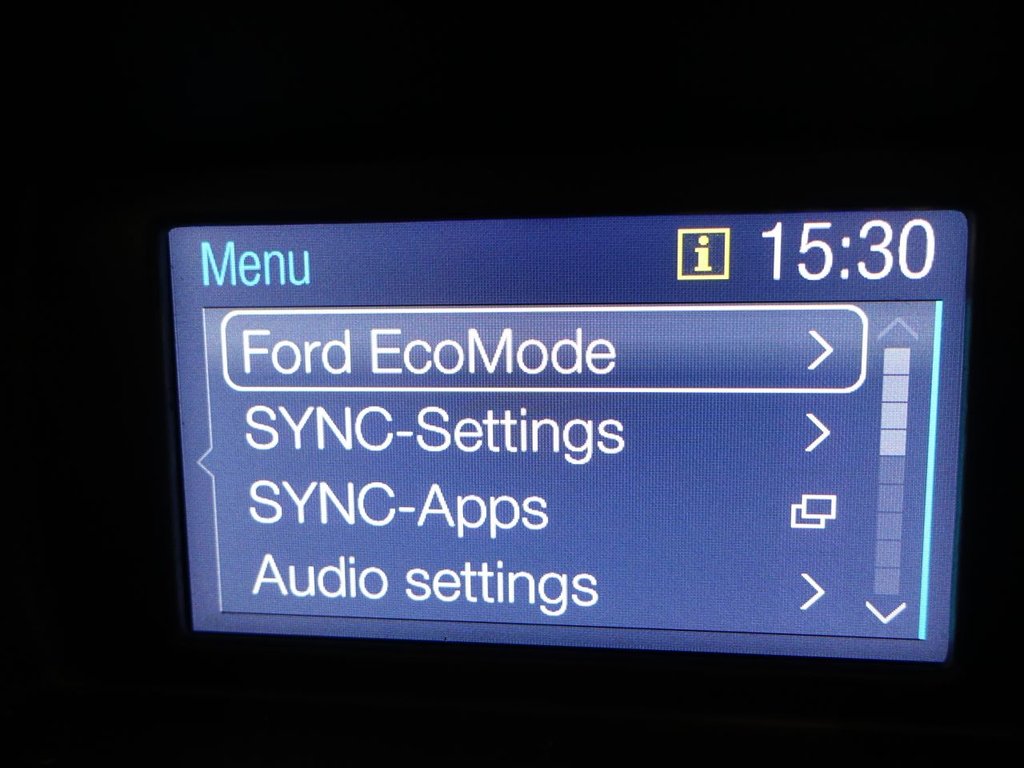 Menu i 15:30
Ford EcoMode
SYNC-Settings
SYNC-Apps
Audio settings